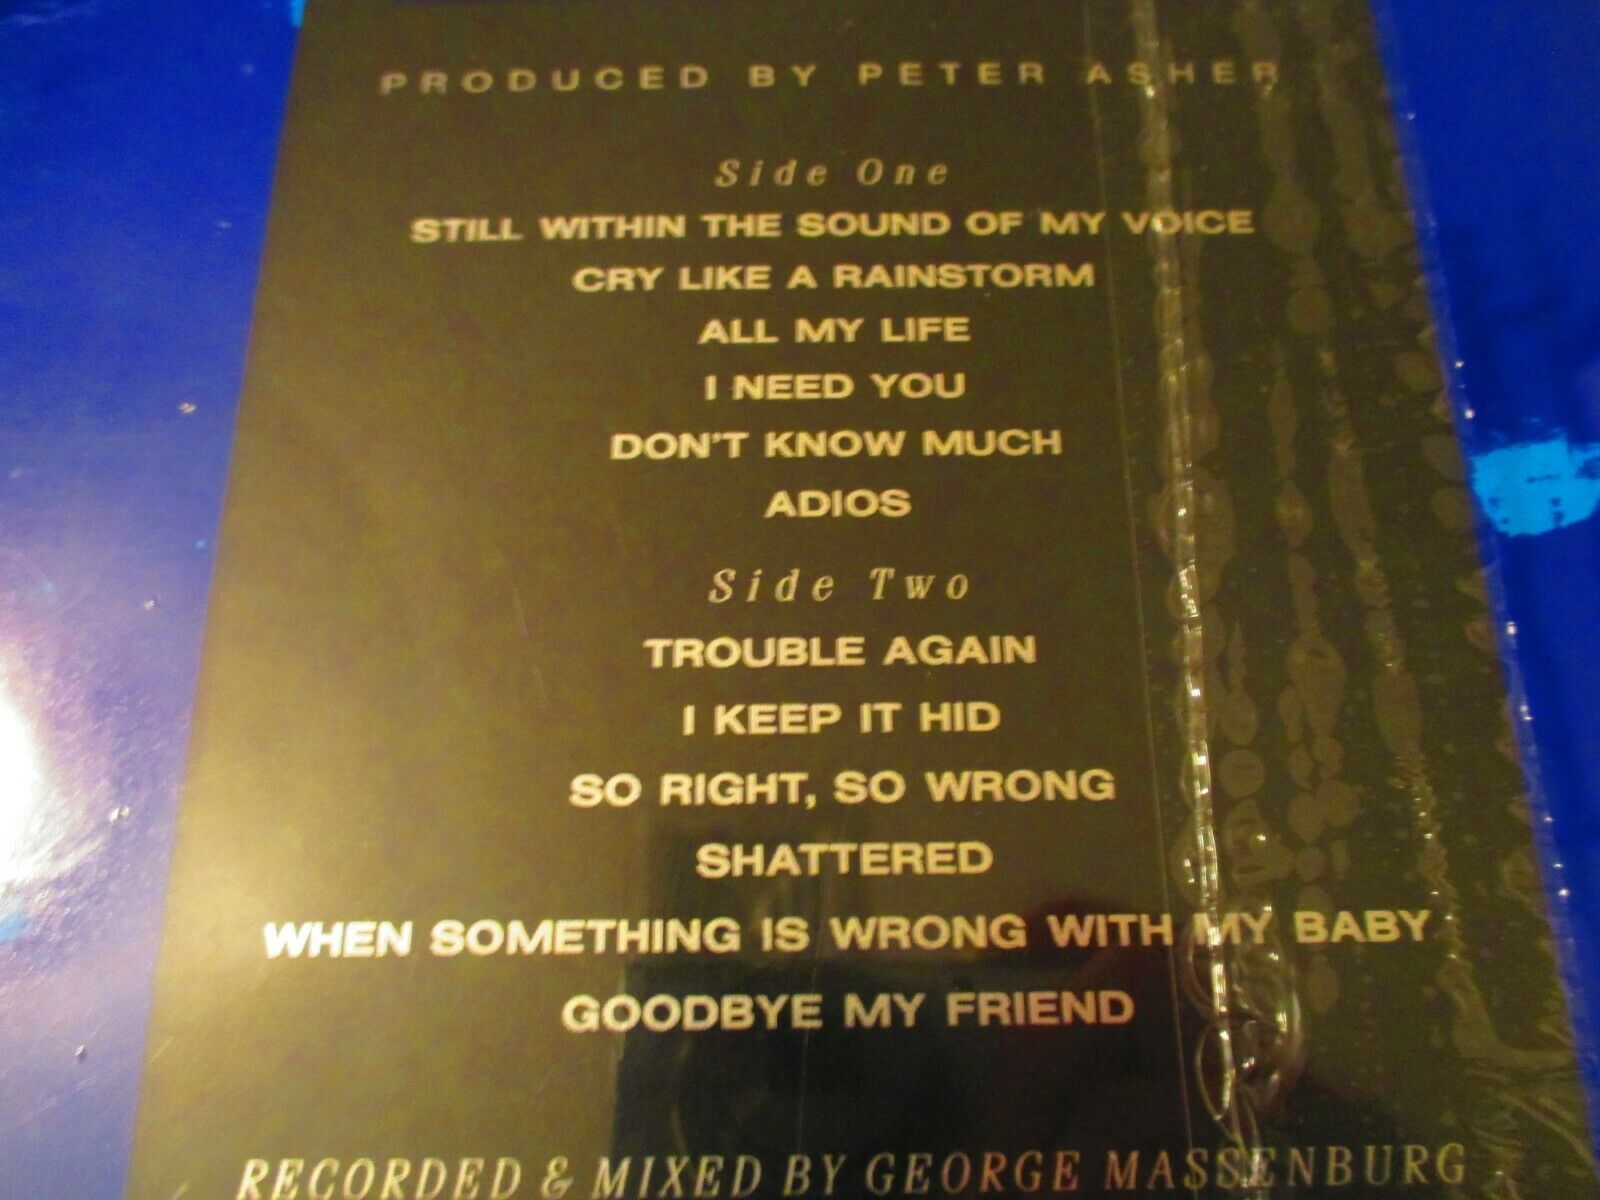 PRODUCED BY PETER ASHER
Side One
STILL WITHIN THE SOUND OF MY VOICE
CRY LIKE A RAINSTORM
ALL MY LIFE
I NEED YOU
DON'T KNOW MUCH
ADIOS
Side Two
TROUBLE AGAIN
I KEEP IT HID
SO RIGHT, SO WRONG
SHATTERED
WHEN SOMETHING IS WRONG WITH MY BABY
GOODBYE MY FRIEND
RECORDED & MIXED BY GEORGE MASSENBURG